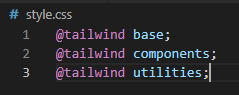 # style.css
1 @tailwind base;
2 @tailwind components;
3 @tailwind utilities;